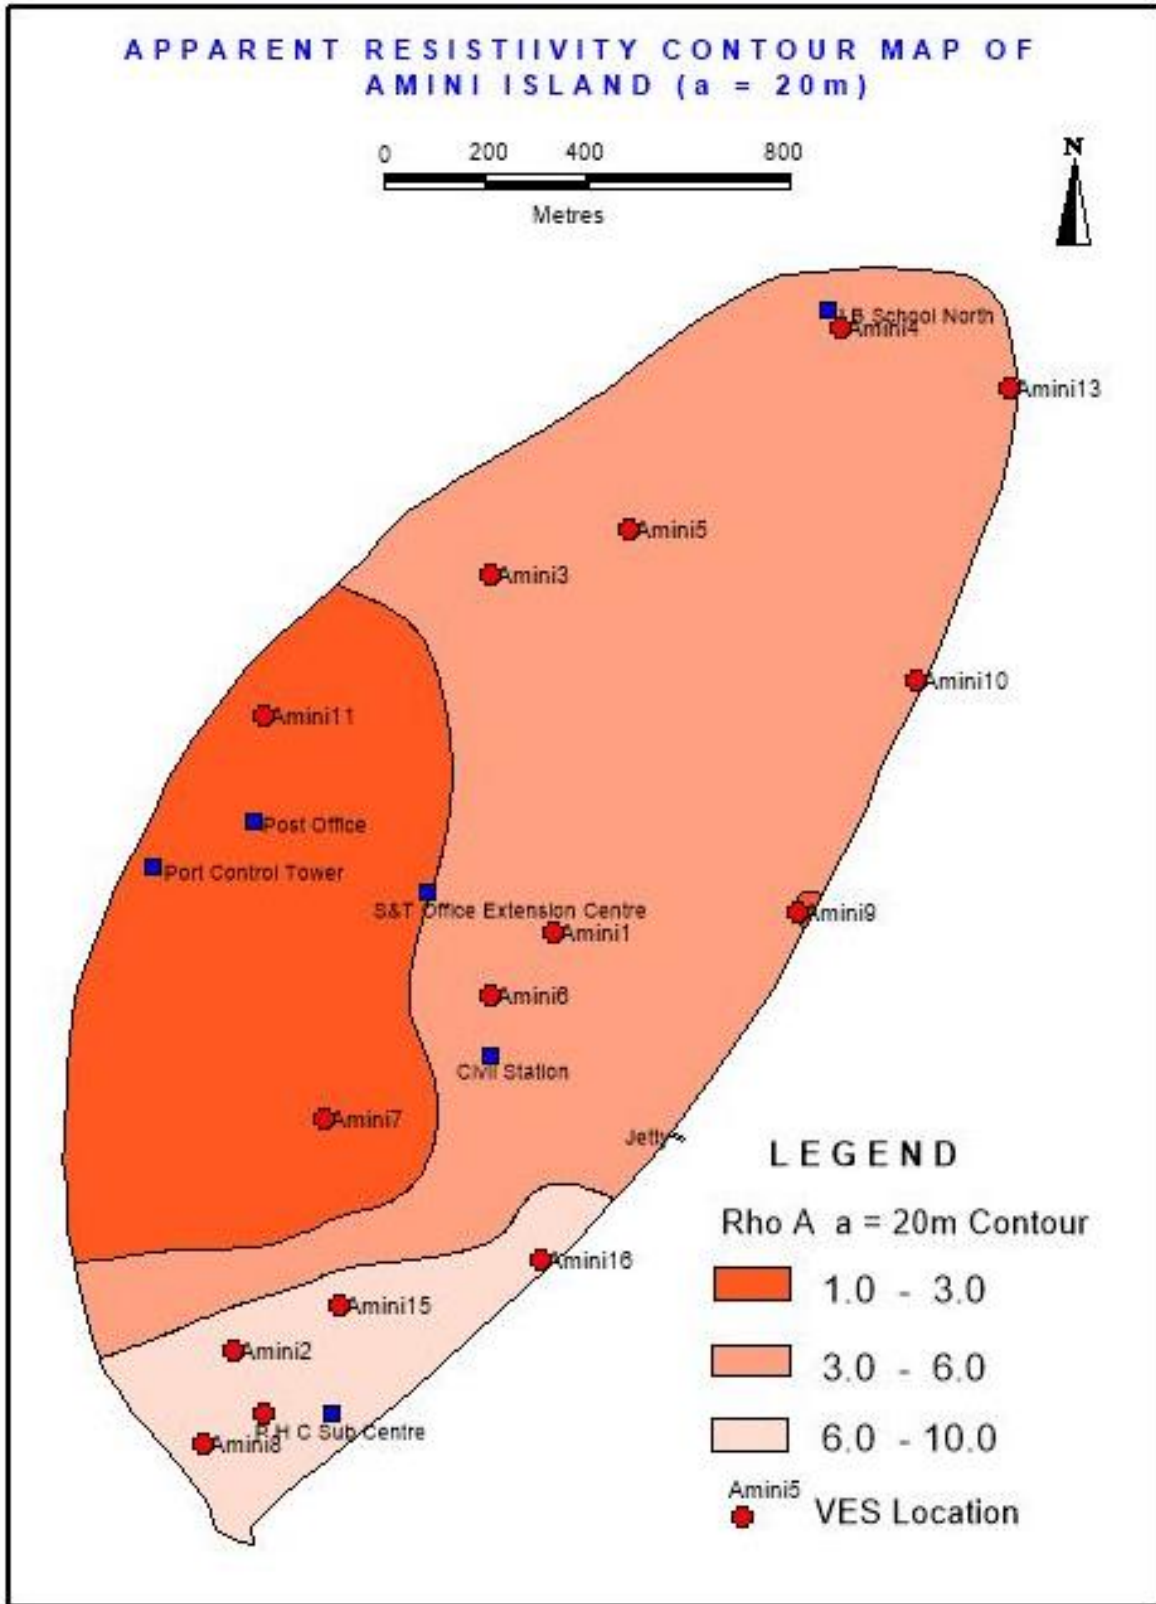 APPARENT RESISTIIVITY CONTOUR MAP OF
AMINI ISLAND (a = 20m)
0 200 400 800
Metres
N
J B School North
Amini4
Amini13
Amini5
Amini3
Amini10
Amini11
Post Office
Port Control Tower
S&T Office Extension Centre
Amini9
Amini1
Amini6
Civil Station
Amini7
Jetty
LEGEND
Rho A a = 20m Contour
1.0 - 3.0
3.0 - 6.0
6.0 - 10.0
Amini5
VES Location
Amini16
Amini15
Amini2
P H C Sub Centre
Amini8